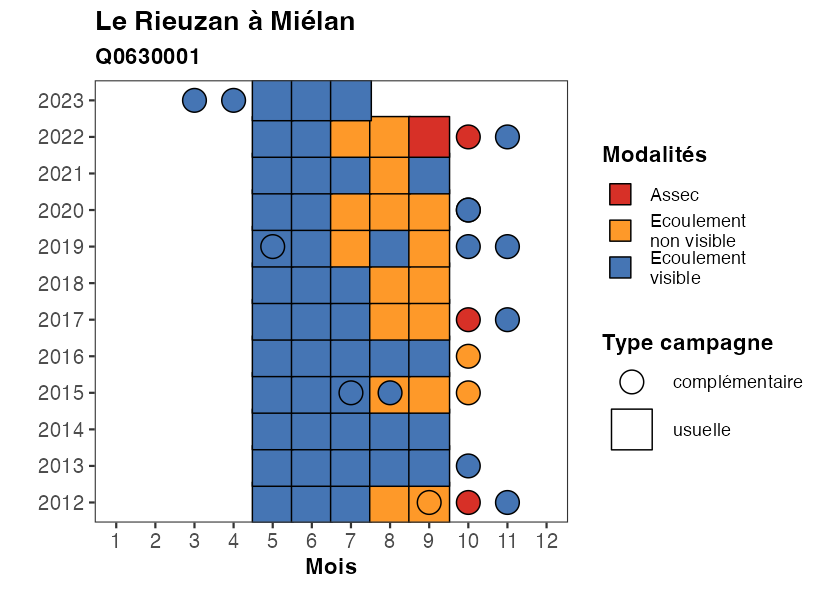 Le Rieuzan à Miélan
Q0630001
2023
2022
2021
2020
2019
2018
2017
2016
2015
2014
2013
2012
1 2 3 4 5 6 7 8 9 10 11 12
Mois
Modalités
Assec
Ecoulement
non visible
Ecoulement
visible
Type campagne
complémentaire
usuelle